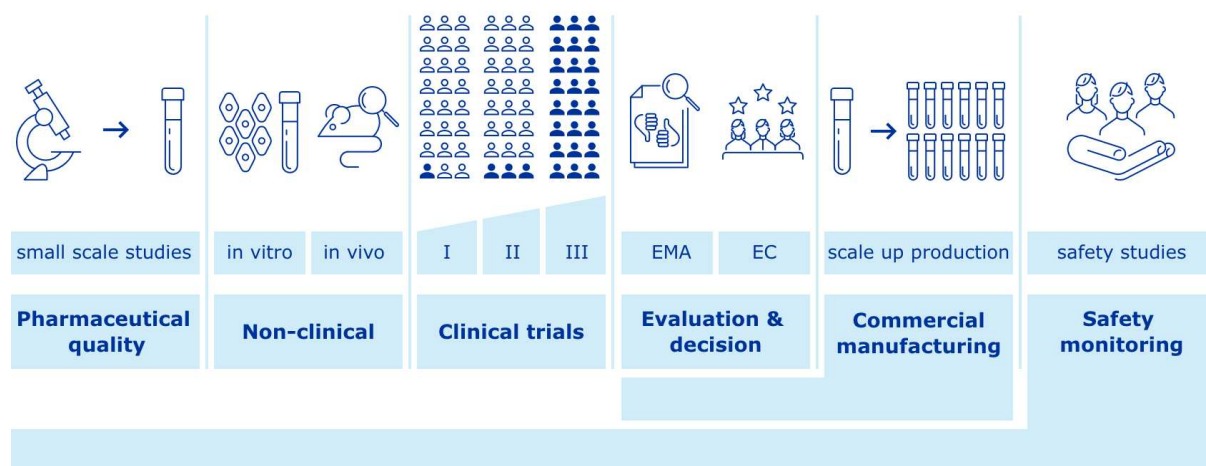 small scale studies
in vitro
in vivo
I
II
III
EMA
EC
scale up production
safety studies
Pharmaceutical
quality
Non-clinical
Clinical trials
Evaluation &
decision
Commercial
manufacturing
Safety
monitoring